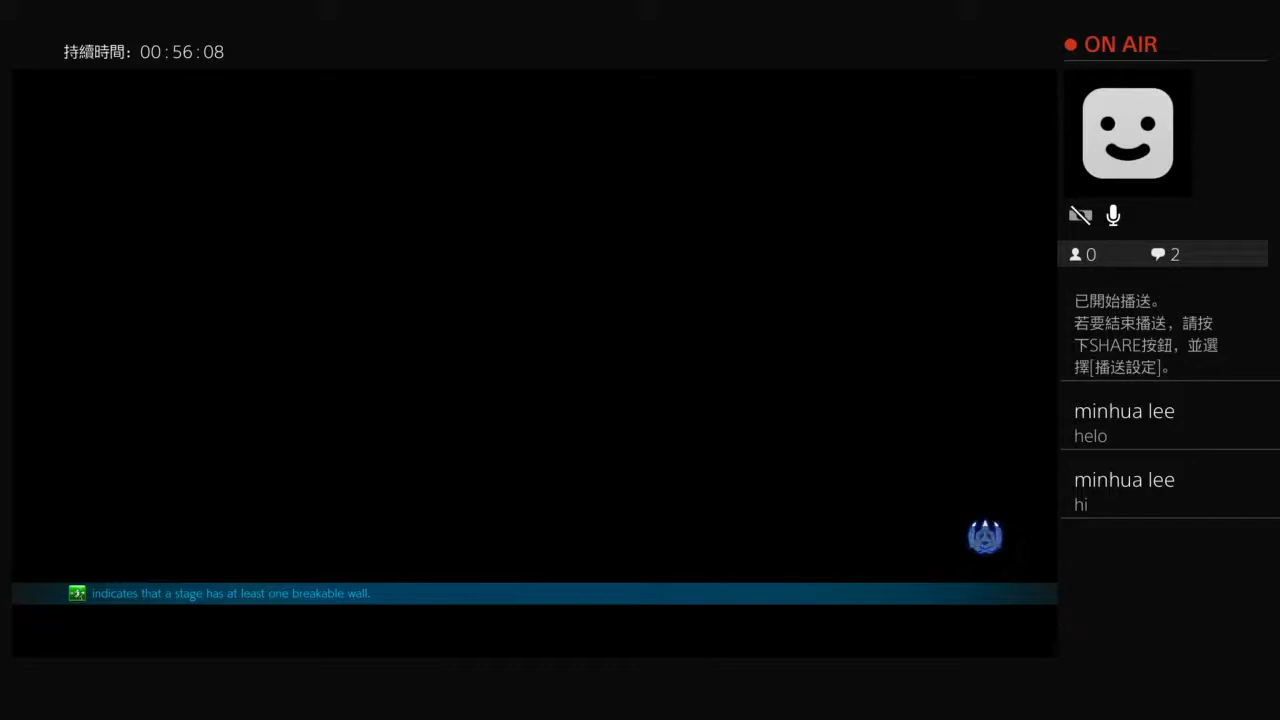 持續時間: 00:56:08
ON AIR
0 2
已開始播送。
若要結束播送，請按
下SHARE按鈕，並選
擇[播送設定]。
minhua lee
helo
minhua lee
hi
indicates that a stage has at least one breakable wall.